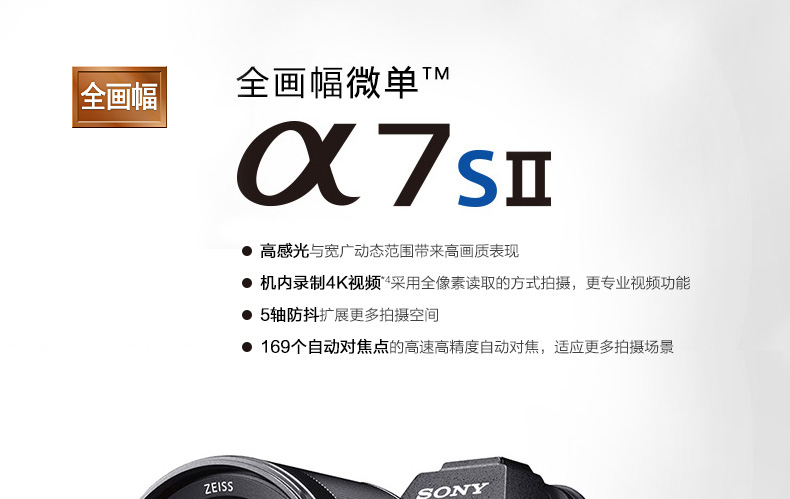 全画幅
全画幅微单™
α7SII
● 高感光与宽广动态范围带来高画质表现
● 机内录制4K视频*4采用全像素读取的方式拍摄，更专业视频功能
● 5轴防抖扩展更多拍摄空间
● 169个自动对焦点的高速高精度自动对焦，适应更多拍摄场景
ZEISS
SONY